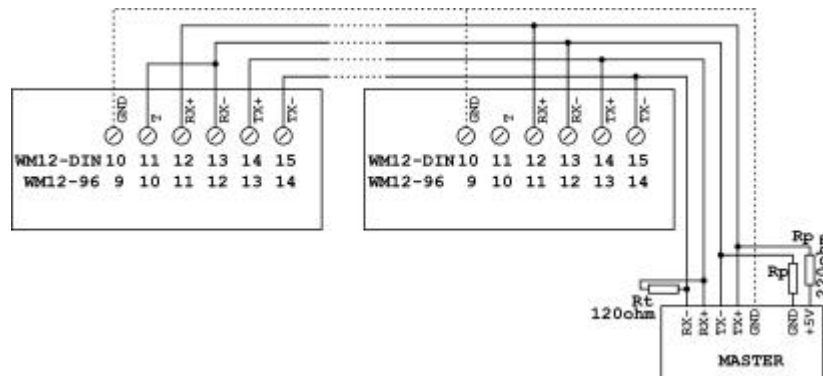 GND T RX+ RX- TX+ TX-
WM12-DIN 10 11 12 13 14 15
WM12-96 9 10 11 12 13 14
GND T RX+ RX- TX+ TX-
WM12-DIN 10 11 12 13 14 15
WM12-96 9 10 11 12 13 14
Rp
220ohm
Rp
Rt
120ohm
RX- RX+ TX- TX+ GND GND +5V
MASTER